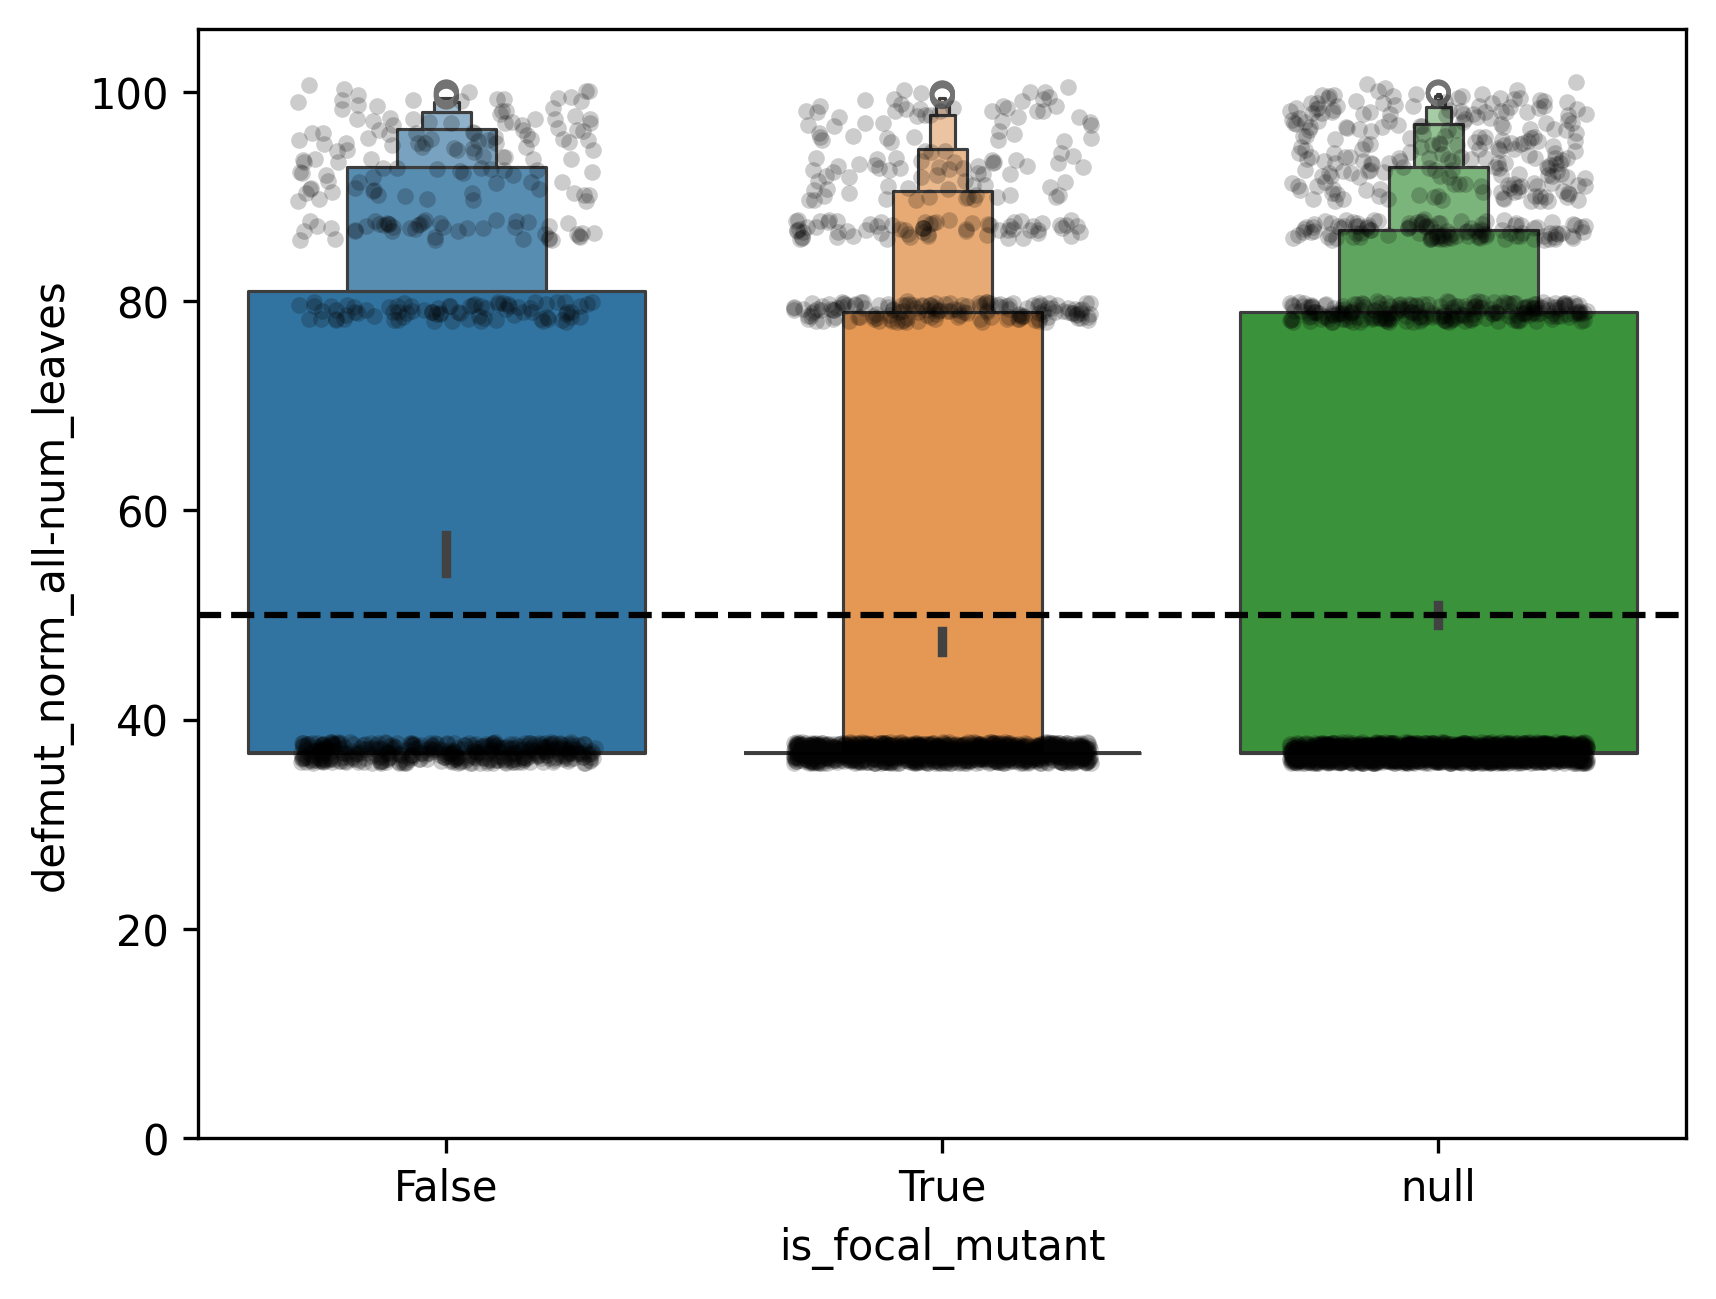 100
80
60
40
20
0
defmut_norm_all-num_leaves
False
True
null
is_focal_mutant